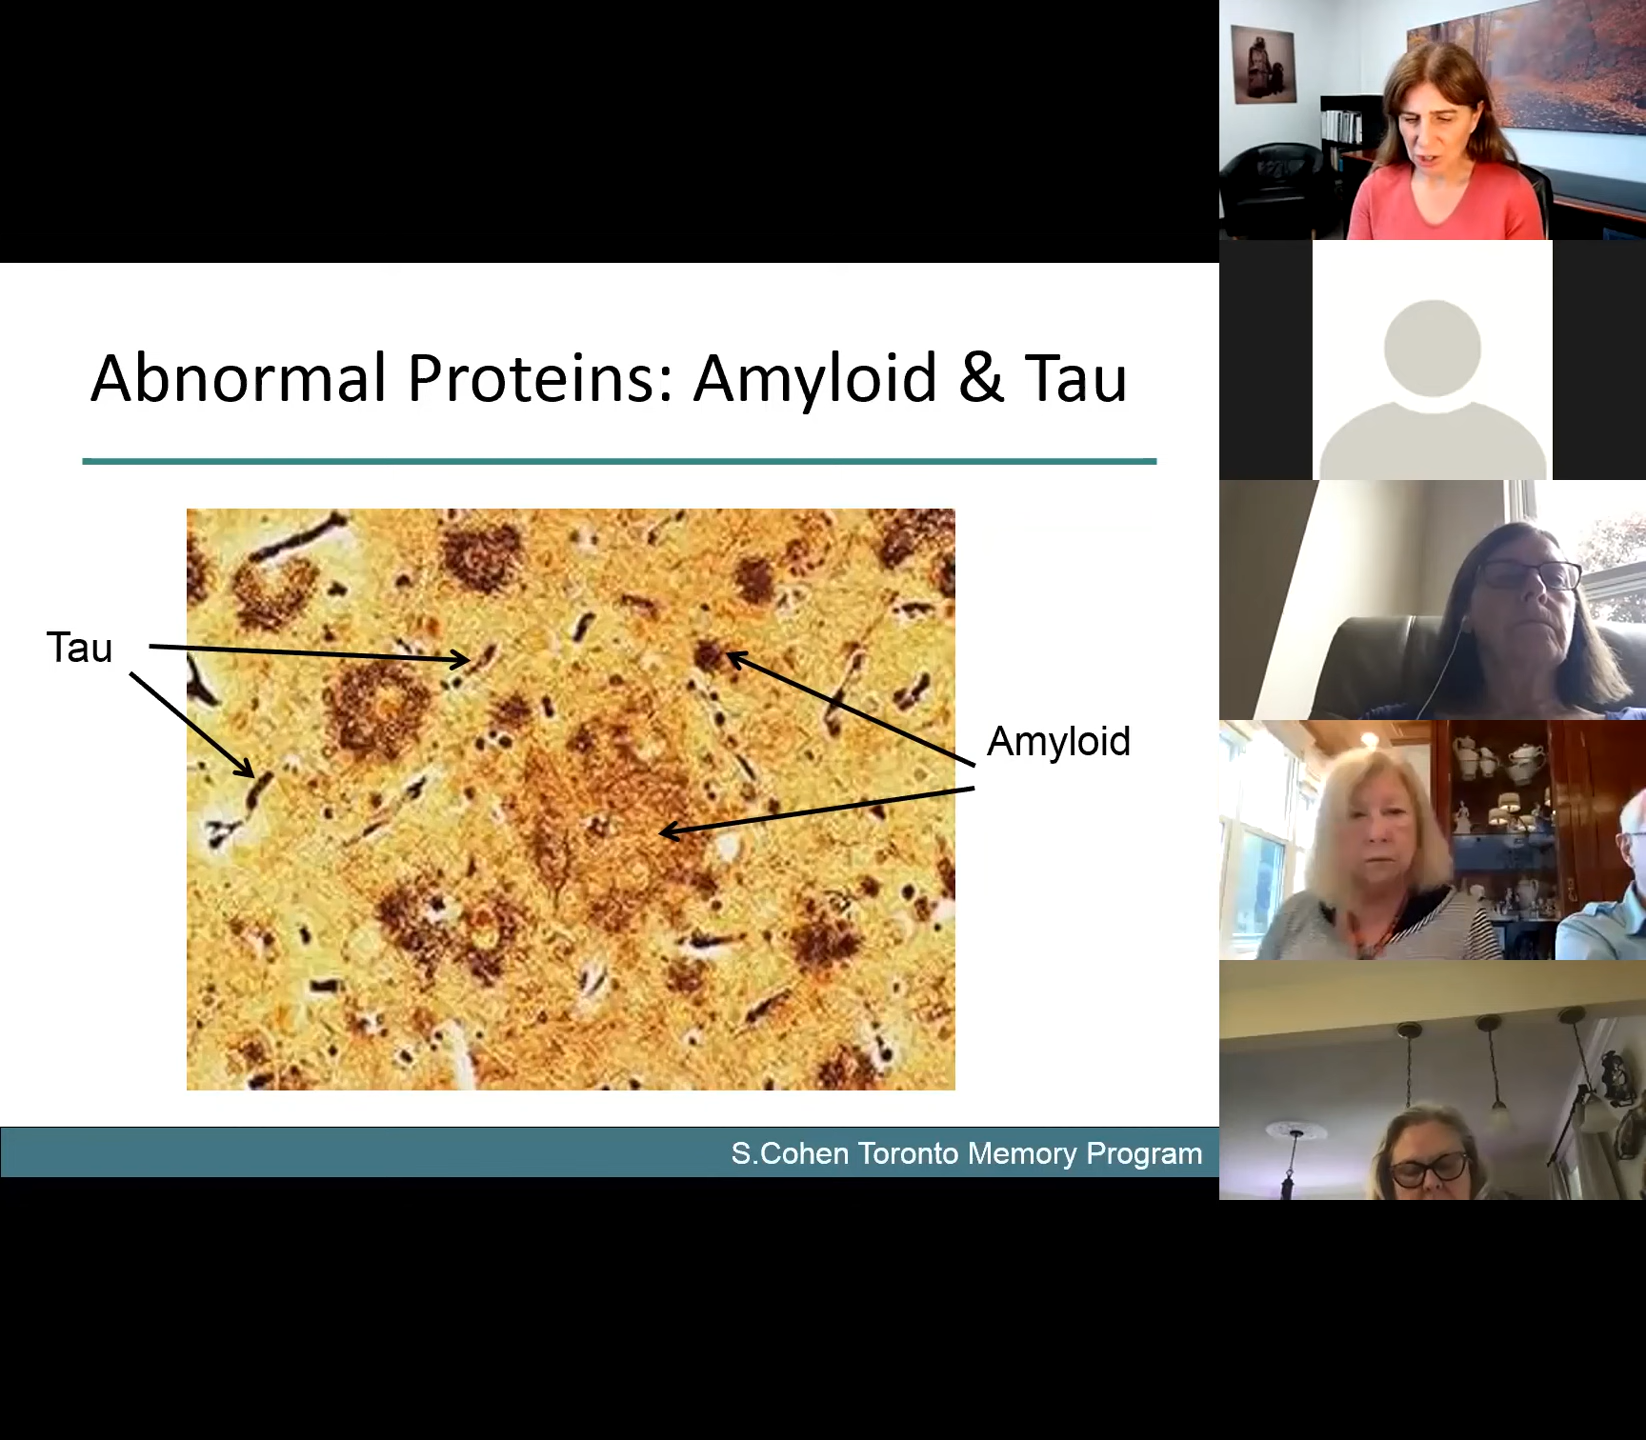 Abnormal Proteins: Amyloid & Tau
Tau
Amyloid
S.Cohen Toronto Memory Program